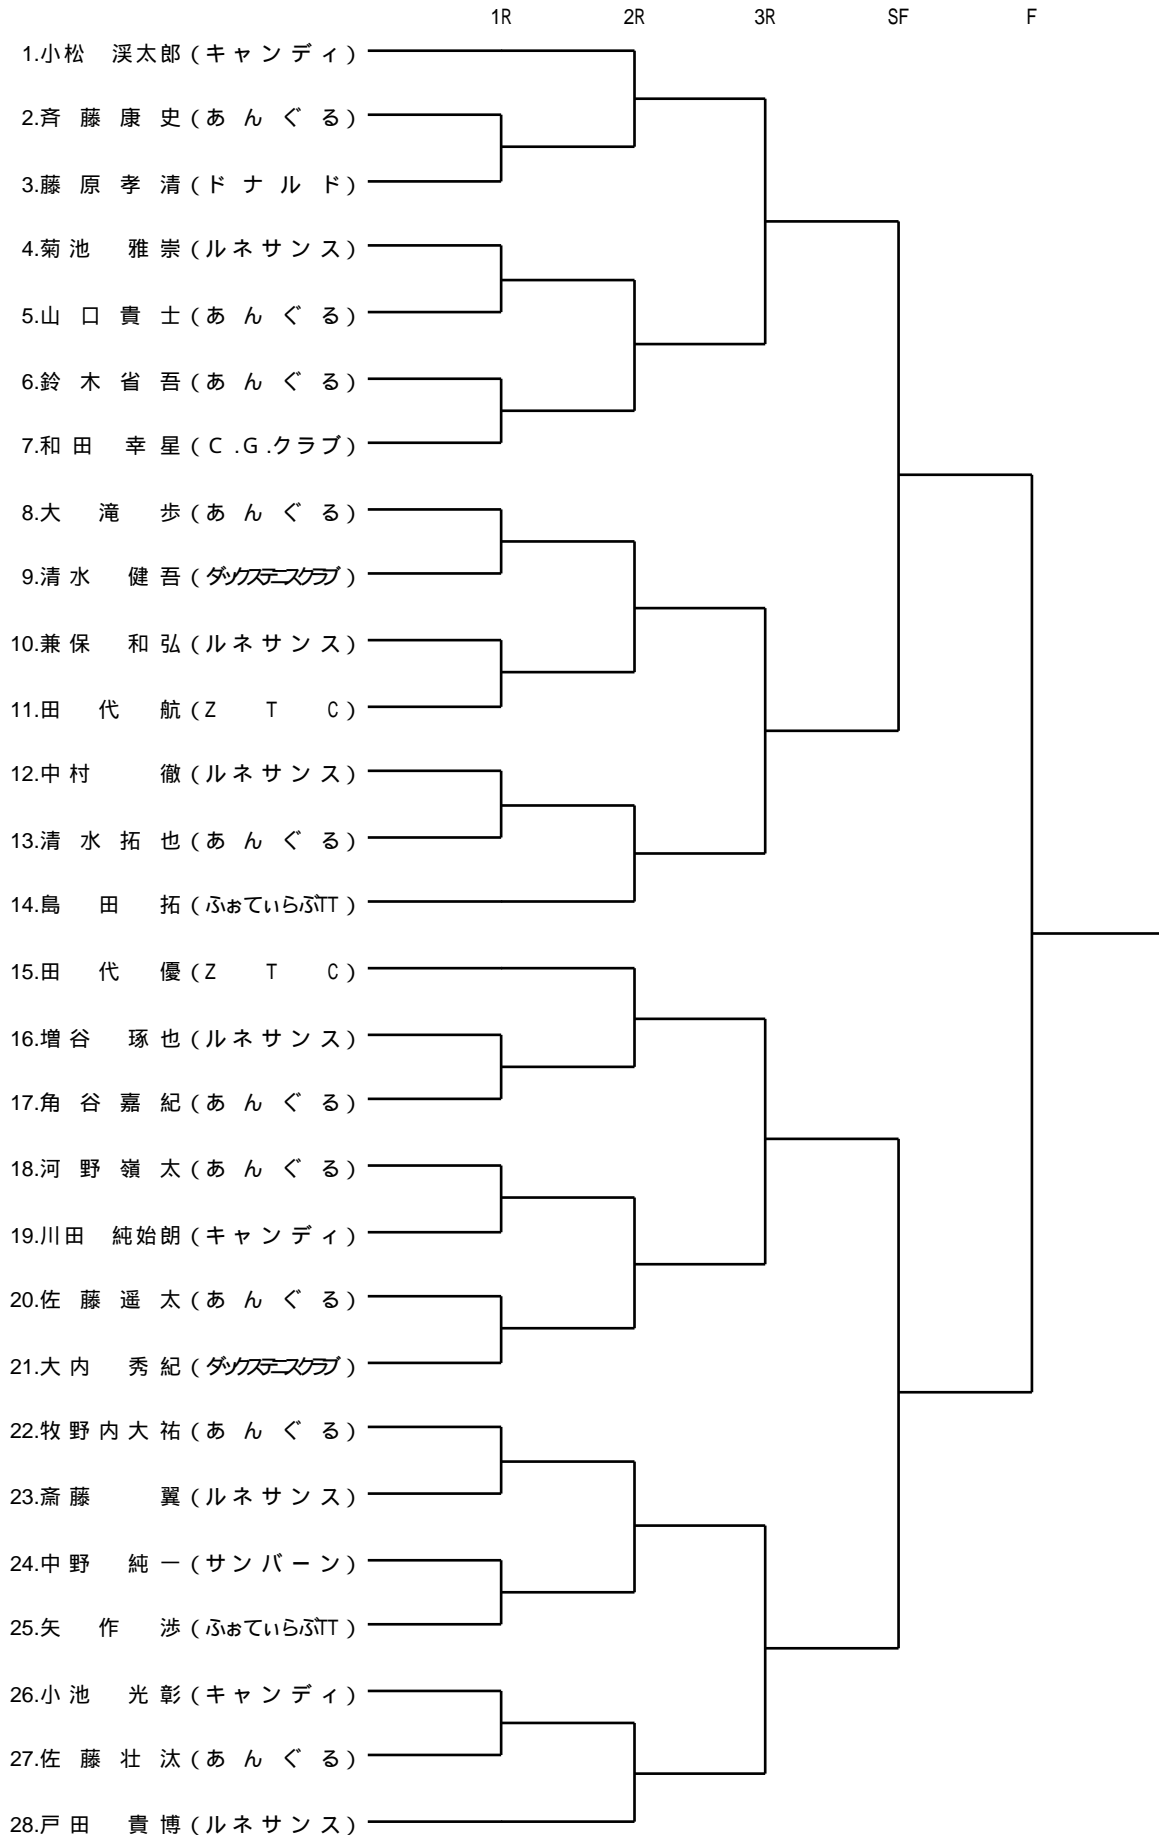 1R 2R 3R SF F
1.小松 渓太郎(キャンディ)
2.斉藤康史(あんぐる)
3.藤原孝清(ドナルド)
4.菊池 雅崇(ルネサンス)
5.山口貴士(あんぐる)
6.鈴木省吾(あんぐる)
7.和田 幸星(C.G.クラブ)
8.大滝歩(あんぐる)
9.清水 健吾(ダックステニスクラブ)
10.兼保 和弘(ルネサンス)
11.田代航(ZTC)
12.中村 徹(ルネサンス)
13.清水拓也(あんぐる)
14.島田拓(ふぉてぃらぶTT)
15.田代優(ZTC)
16.増谷 琢也(ルネサンス)
17.角谷嘉紀(あんぐる)
18.河野嶺太(あんぐる)
19.川田 純始朗(キャンディ)
20.佐藤遥太(あんぐる)
21.大内 秀紀(ダックステニスクラブ)
22.牧野内大祐(あんぐる)
23.斎藤 翼(ルネサンス)
24.中野 純一(サンバーン)
25.矢作渉(ふぉてぃらぶTT)
26.小池 光彰(キャンディ)
27.佐藤壮汰(あんぐる)
28.戸田 貴博(ルネサンス)